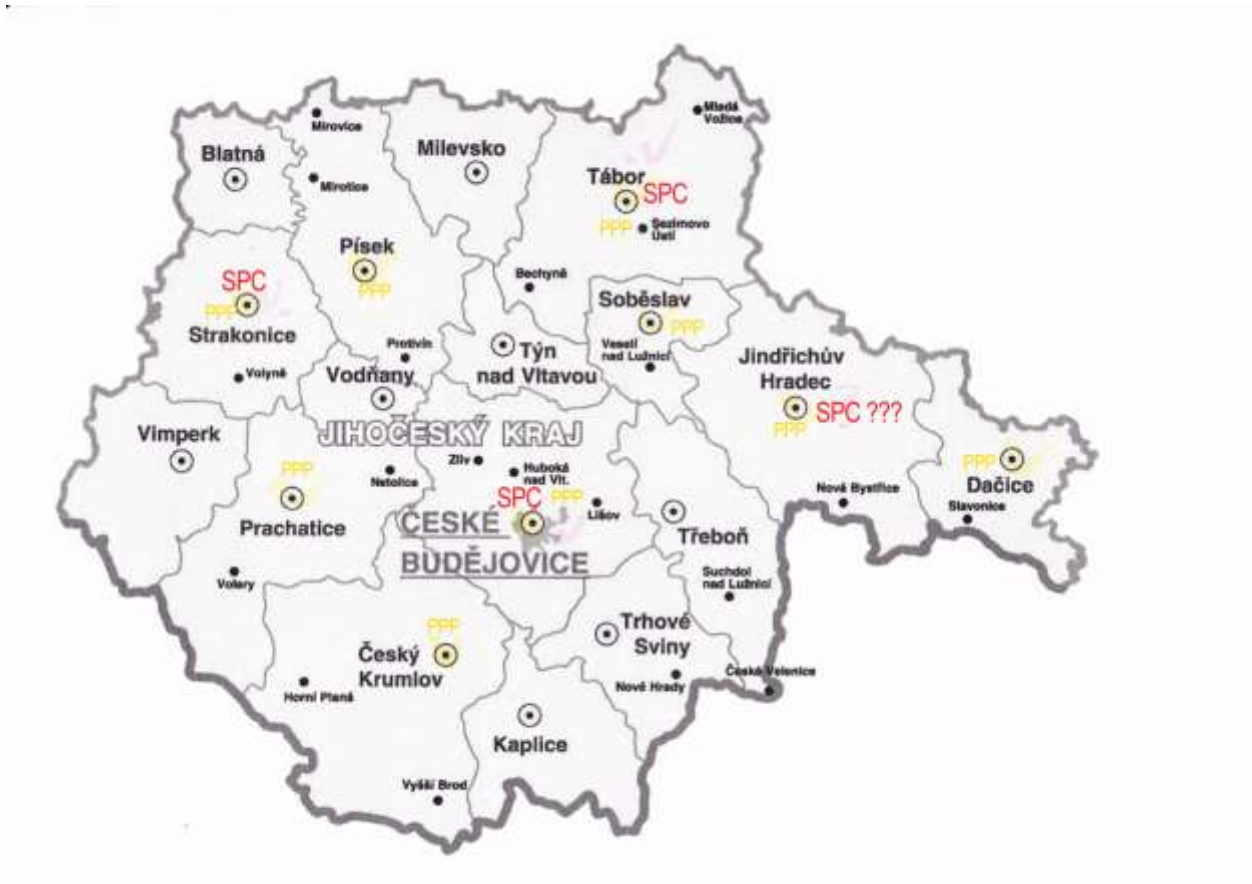 Mladá
Vožice
Mirovice
Milevsko
Blatná
Tábor
SPC
Mirotice
PPP
Sezimovo
Ústí
Písek
SPC
Bechyně
PPP
PPP
Soběslav
PPP
Strakonice
Protivín
Veselí
nad Lužnicí
Týn
nad Vltavou
Jindřichův
Hradec
Volyně
Vodňany
SPC ???
PPP
Vimperk
JIHOČESKÝ KRAJ
PPP
Zliv
Huboká
nad Vlt.
Netolice
PPP
Dačice
SPC
PPP
Lišov
Nová Bystřice
Slavonice
Prachatice
ČESKÉ
BUDĚJOVICE
Třeboň
Volary
Suchdol
nad Lužnicí
PPP
Trhové
Sviny
Český
Krumlov
Horní Planá
Nové Hrady
České Velenice
Kaplice
Vyšší Brod